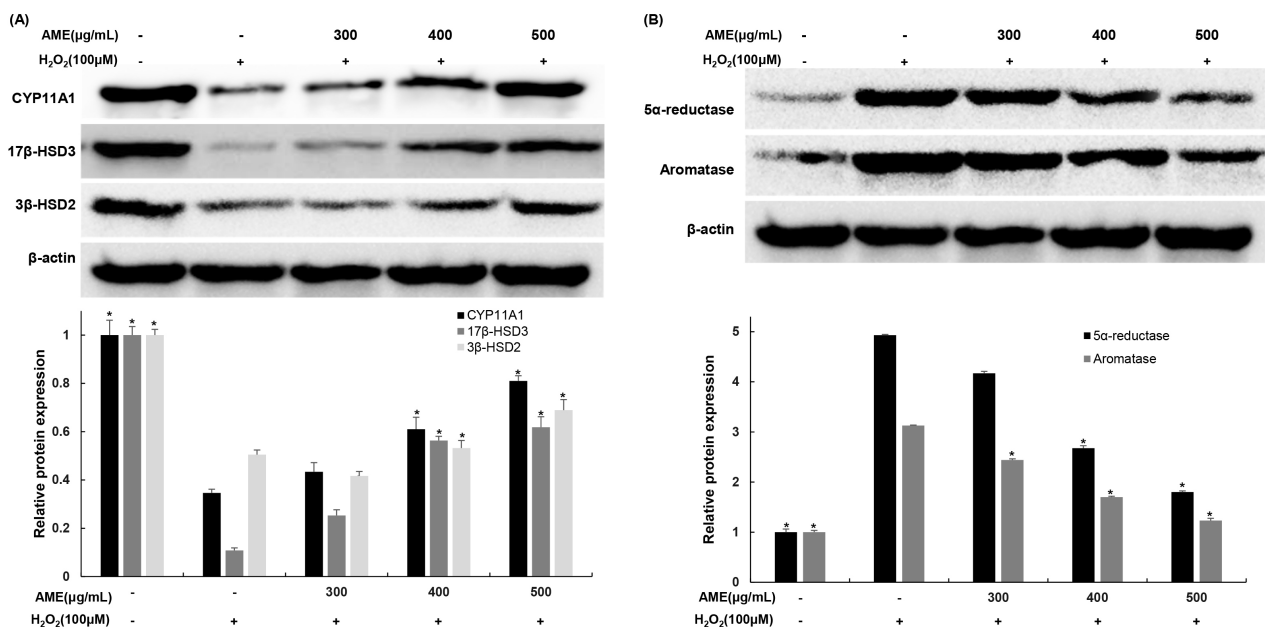 (A)
AME(μg/mL) - - 300 400 500
H₂O₂(100μM) - + + + +
CYP11A1
17β-HSD3
3β-HSD2
β-actin
CYP11A1
17β-HSD3
3β-HSD2
Relative protein expression
1
0.8
0.6
0.4
0.2
0
* * *
* * *
* * *
AME(μg/mL) - - 300 400 500
H₂O₂(100μM) - + + + +
(B)
AME(μg/mL) - - 300 400 500
H₂O₂(100μM) - + + + +
5α-reductase
Aromatase
β-actin
5α-reductase
Aromatase
Relative protein expression
5
4
3
2
1
0
* *
*
* *
* *
AME(μg/mL) - - 300 400 500
H₂O₂(100μM) - + + + +